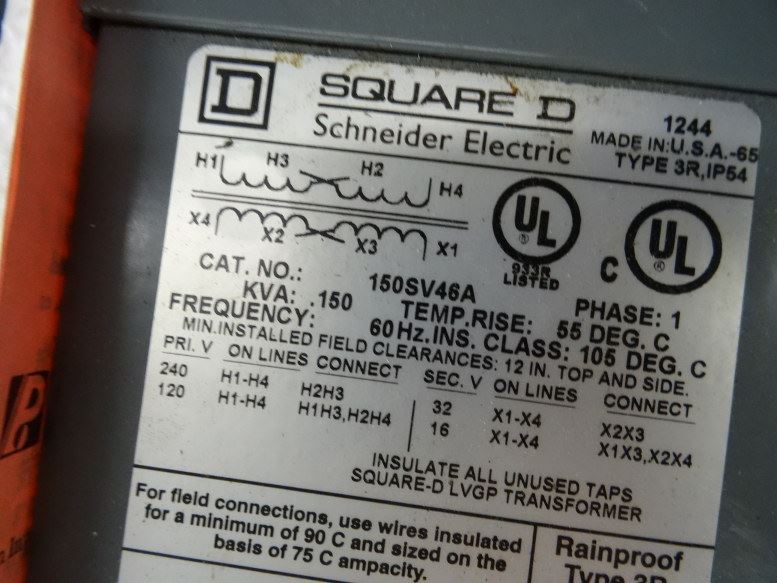 D SQUARE D
Schneider Electric
1244
MADE IN:U.S.A.-65
TYPE 3R,IP54
H1 H3 H2 H4
X4 X2 X3 X1
UL ®
933R
LISTED
C UL ®
CAT. NO.: 150SV46A PHASE: 1
KVA: .150 TEMP.RISE: 55 DEG. C
FREQUENCY: 60 Hz. INS. CLASS: 105 DEG. C
MIN.INSTALLED FIELD CLEARANCES: 12 IN. TOP AND SIDE.
PRI. V ON LINES CONNECT SEC. V ON LINES CONNECT
240 H1-H4 H2H3 32 X1-X4 X2X3
120 H1-H4 H1H3,H2H4 16 X1-X4 X1X3,X2X4
INSULATE ALL UNUSED TAPS
SQUARE-D LVGP TRANSFORMER
For field connections, use wires insulated
for a minimum of 90 C and sized on the
basis of 75 C ampacity.
Rainproof
Type 3R